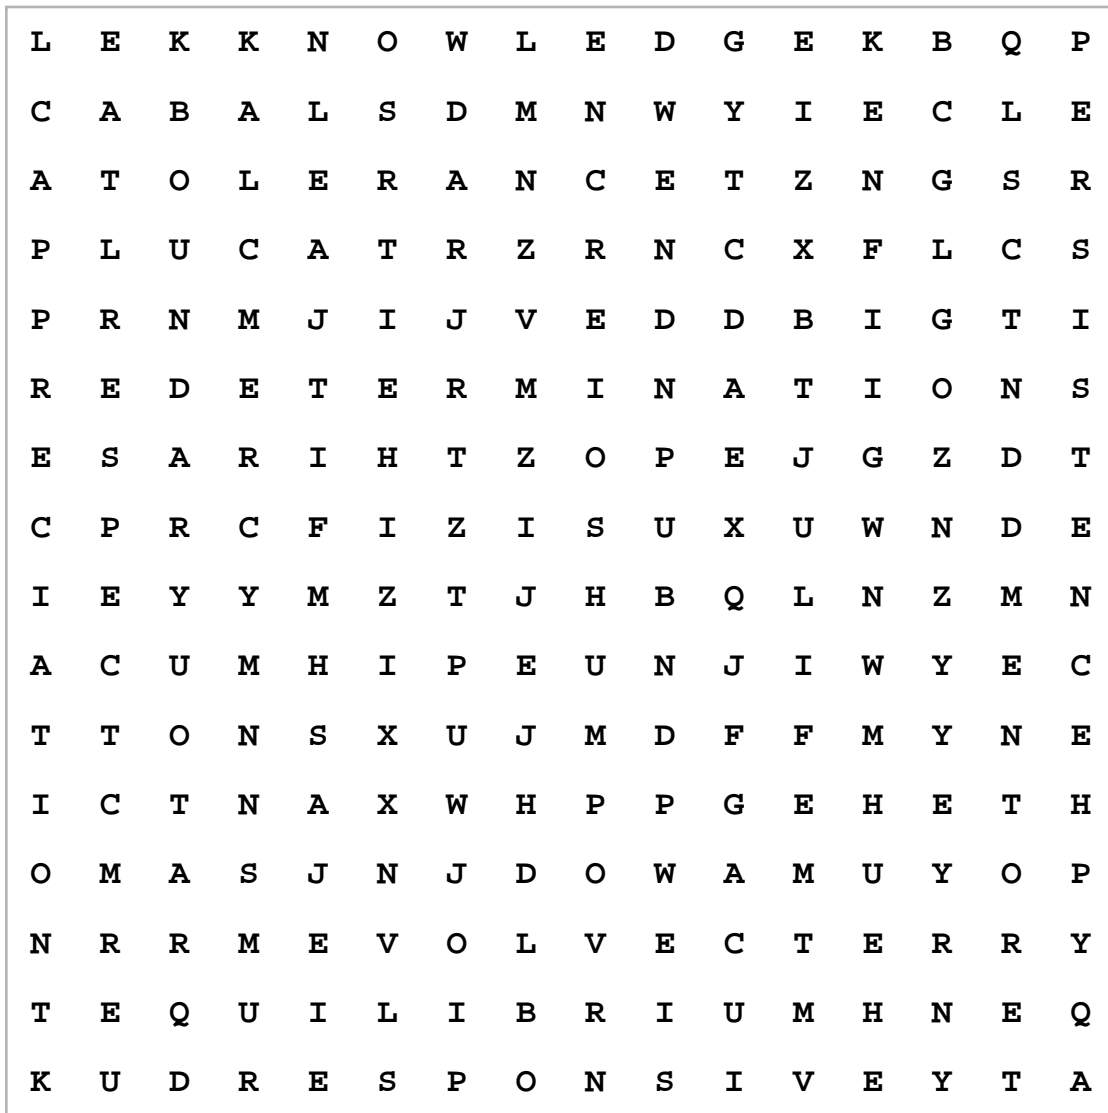 L E K K N O W L E D G E K B Q P
C A B A L S D M N W Y I E C L E
A T O L E R A N C E T Z N G S R
P L U C A T R Z R N C X F L C S
P R N M J I J V E D D B I G T I
R E D E T E R M I N A T I O N S
E S A R I H T Z O P E J G Z D T
C P R C F I Z I S U X U W N D E
I E Y Y M Z T J H B Q L N Z M N
A C U M H I P E U N J I W Y E C
T T O N S X U J M D F F M Y N E
I C T N A X W H P P G E H E T H
O M A S J N J D O W A M U Y O P
N R R M E V O L V E C T E R R Y
T E Q U I L I B R I U M H N E Q
K U D R E S P O N S I V E Y T A